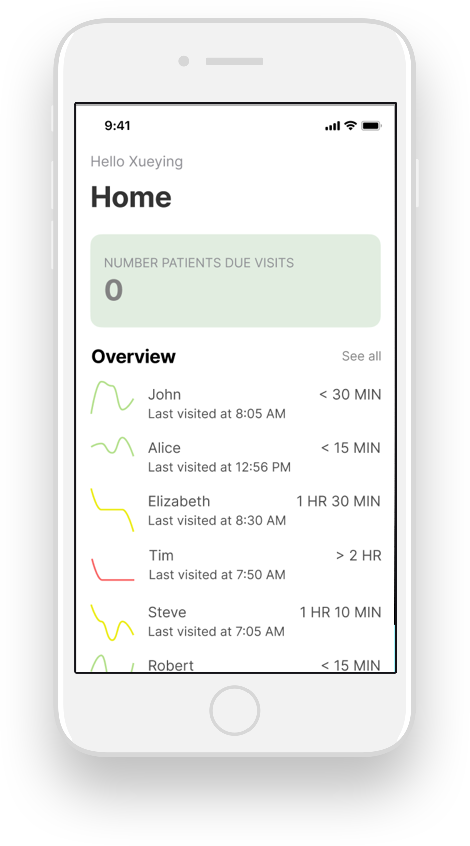 9:41
Hello Xueying
Home
NUMBER PATIENTS DUE VISITS
0
Overview See all
John < 30 MIN
Last visited at 8:05 AM
Alice < 15 MIN
Last visited at 12:56 PM
Elizabeth 1 HR 30 MIN
Last visited at 8:30 AM
Tim > 2 HR
Last visited at 7:50 AM
Steve 1 HR 10 MIN
Last visited at 7:05 AM
Robert < 15 MIN